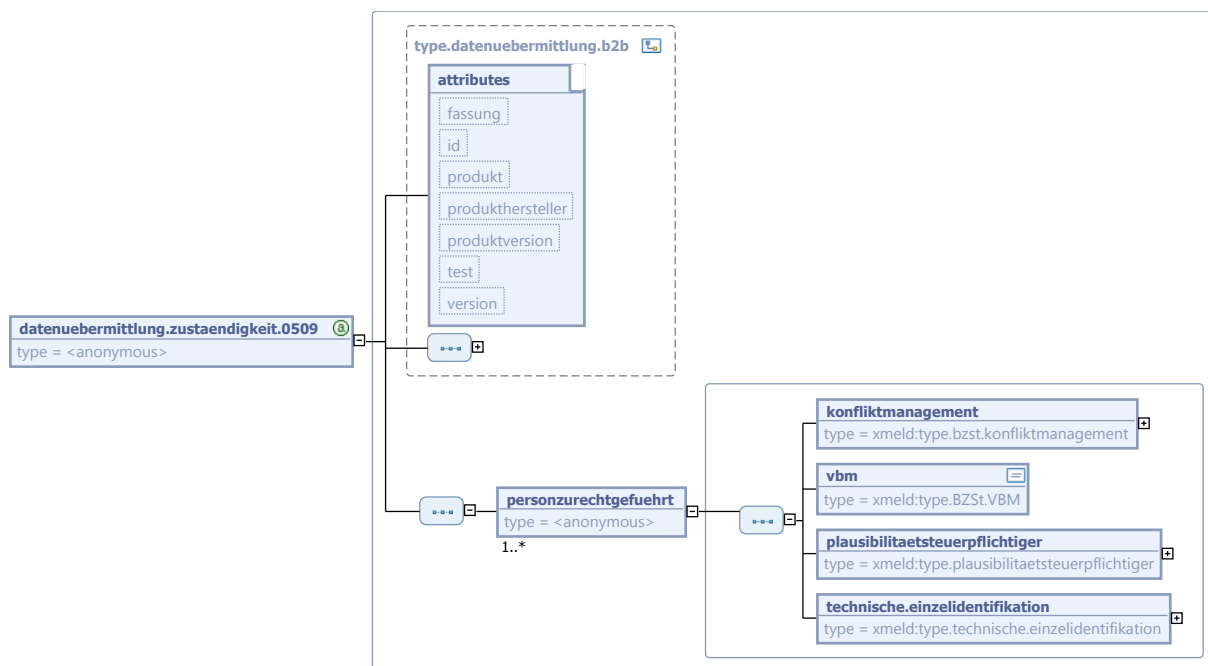 type.datenuebermittlung.b2b
attributes
fassung
id
produkt
produkthersteller
produktversion
test
version
datenuebermittlung.zustaendigkeit.0509
a
type = <anonymous>
personzurechtgefuehrt
type = <anonymous>
1..*
konfliktmanagement
type = xmeld:type.bzst.konfliktmanagement
vbm
type = xmeld:type.BZSt.VBM
plausibilitaetsteuerpflichtiger
type = xmeld:type.plausibilitaetsteuerpflichtiger
technische.einzelidentifikation
type = xmeld:type.technische.einzelidentifikation